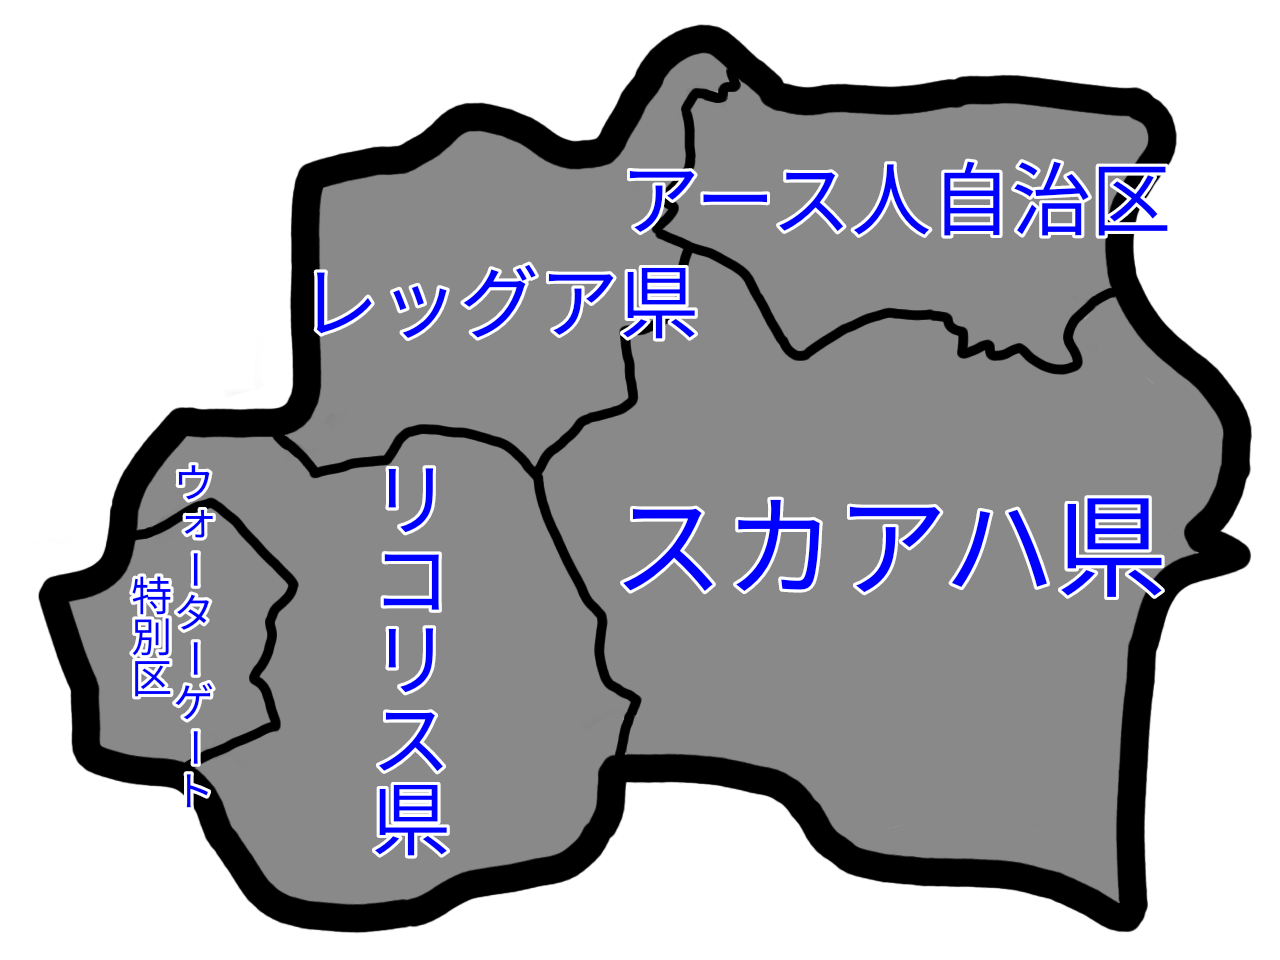 アース人自治区
レッグア県
スカアハ県
リコリス県
ウォーターゲート
特別区